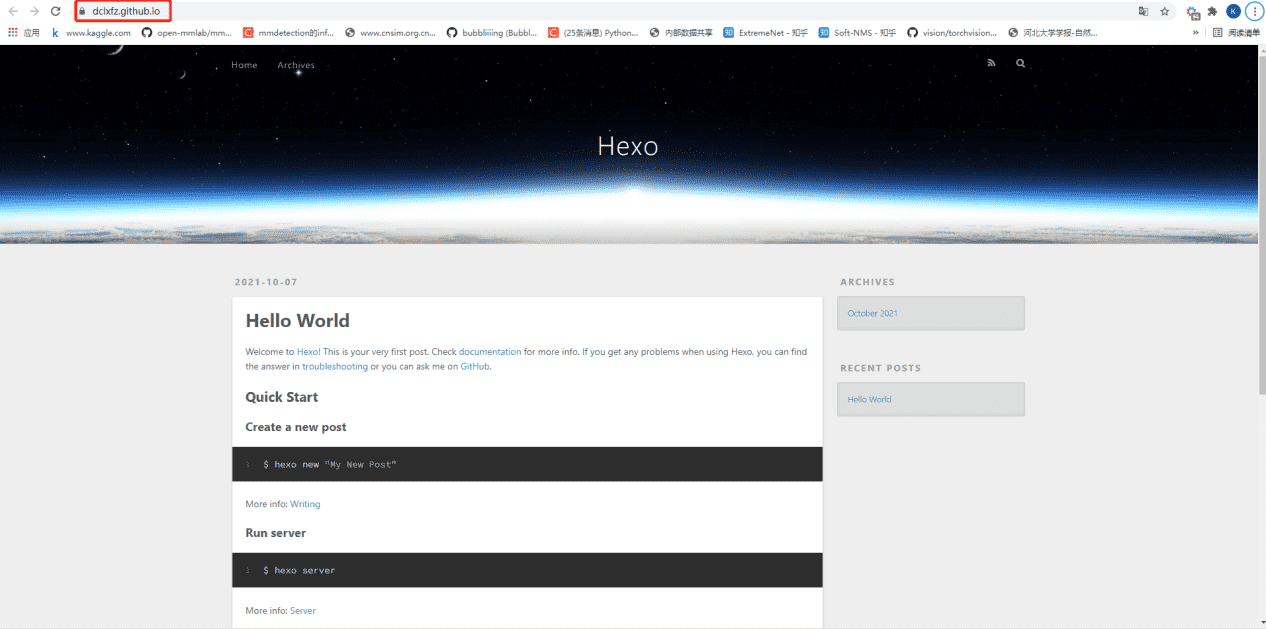 dclxfz.github.io
应用 www.kaggle.com open-mmlab/mm... mmdetection的inf... www.cnsim.org.cn... bubbliiiing (Bubbl... (25条消息) Python... 内部数据共享 ExtremeNet - 知乎 Soft-NMS - 知乎 vision/torchvision... 河北大学学报-自然... » 阅读清单
Home Archives
Hexo
2021-10-07
Hello World
Welcome to Hexo! This is your very first post. Check documentation for more info. If you get any problems when using Hexo, you can find
the answer in troubleshooting or you can ask me on GitHub.
Quick Start
Create a new post
1 $ hexo new "My New Post"
More info: Writing
Run server
1 $ hexo server
More info: Server
ARCHIVES
October 2021
RECENT POSTS
Hello World